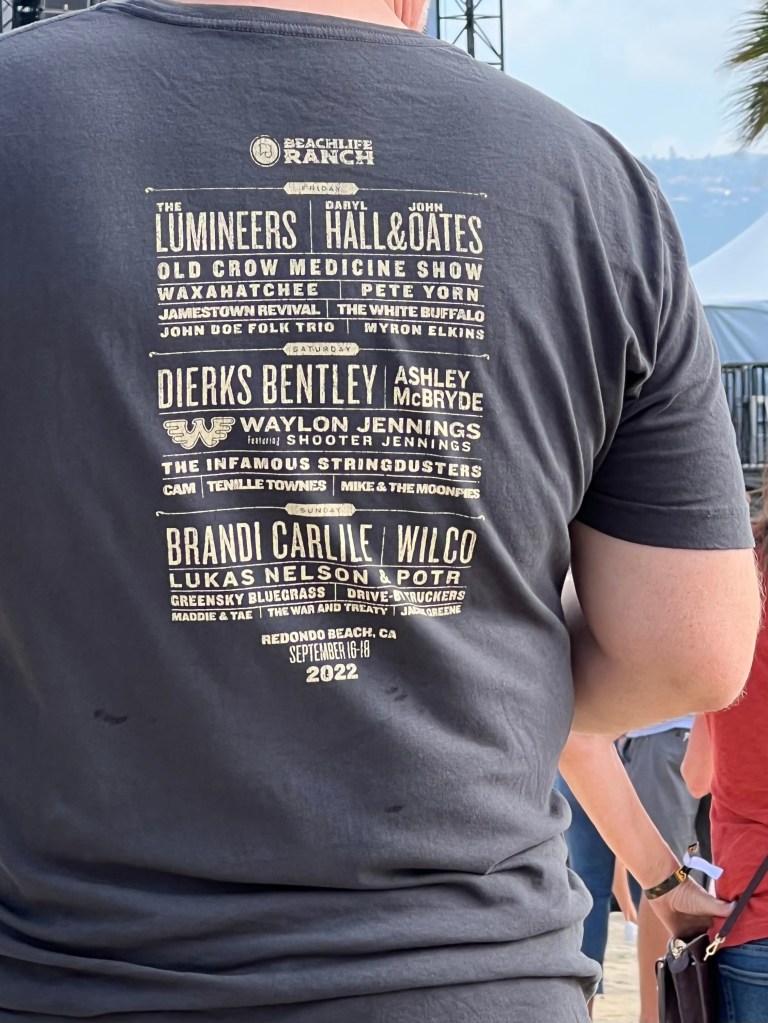 BEACHLIFE
RANCH
FRIDAY
THE LUMINEERS | DARYL HALL & JOHN OATES
OLD CROW MEDICINE SHOW
WAXAHATCHEE | PETE YORN
JAMESTOWN REVIVAL | THE WHITE BUFFALO
JOHN DOE FOLK TRIO | MYRON ELKINS
SATURDAY
DIERKS BENTLEY | ASHLEY McBRYDE
W WAYLON JENNINGS
Featuring SHOOTER JENNINGS
THE INFAMOUS STRINGDUSTERS
CAM | TENILLE TOWNES | MIKE & THE MOONPIES
SUNDAY
BRANDI CARLILE | WILCO
LUKAS NELSON & POTR
GREENSKY BLUEGRASS |
MADDIE & TAE | THE WAR AND TREATY | GREENE
REDONDO BEACH, CA
SEPTEMBER 16-18
2022